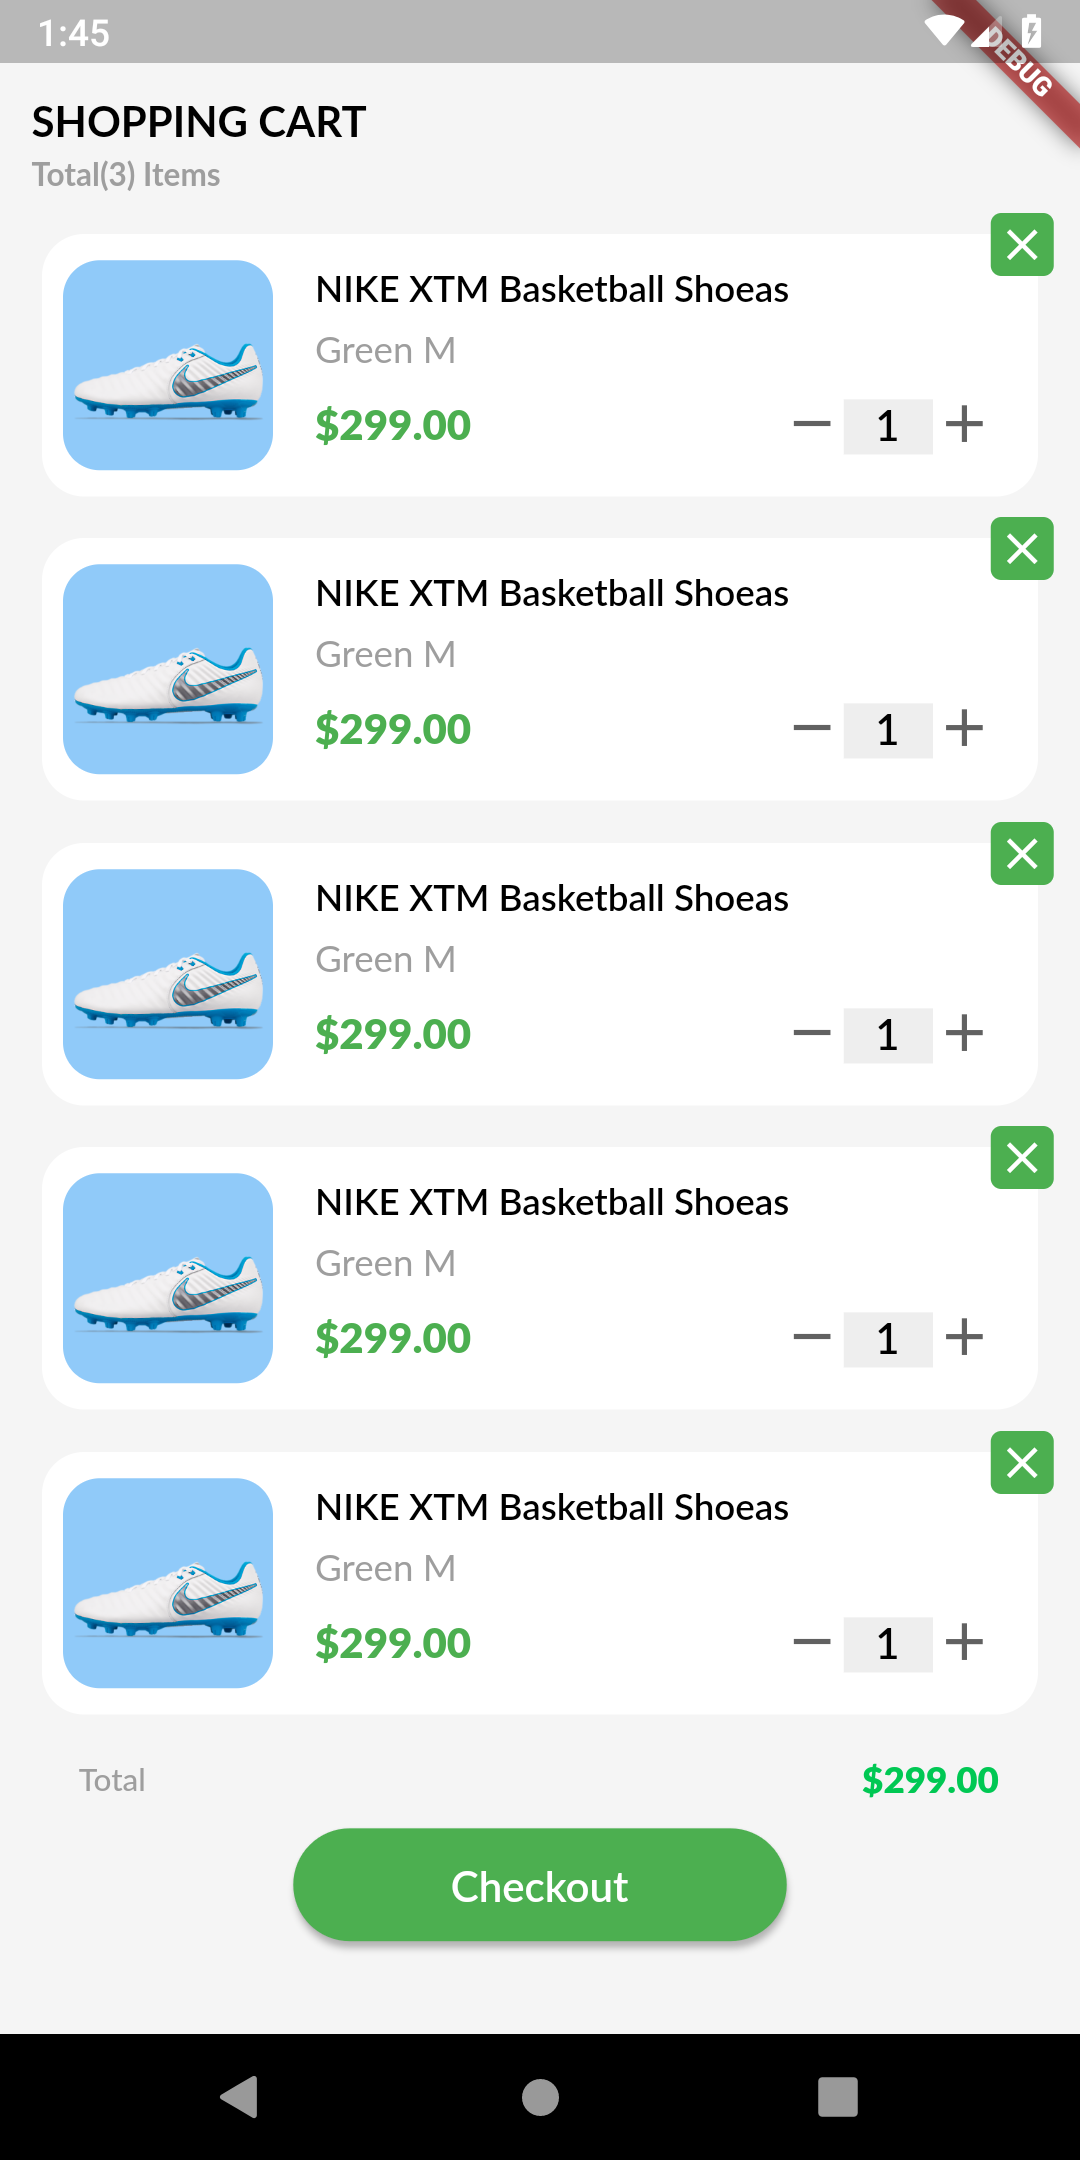 1:45
DEBUG
SHOPPING CART
Total(3) Items
NIKE XTM Basketball Shoeas
Green M
$299.00
1
NIKE XTM Basketball Shoeas
Green M
$299.00
1
NIKE XTM Basketball Shoeas
Green M
$299.00
1
NIKE XTM Basketball Shoeas
Green M
$299.00
1
NIKE XTM Basketball Shoeas
Green M
$299.00
1
Total $299.00
Checkout